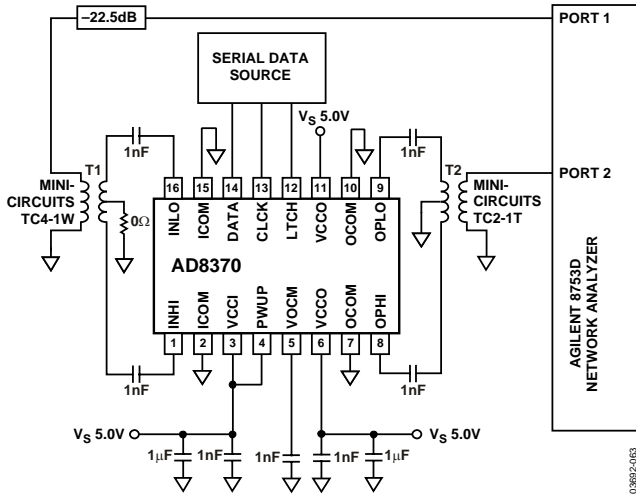 –22.5dB
PORT 1
SERIAL DATA
SOURCE
VS 5.0V
1nF
1nF
T1
T2
PORT 2
MINI-
CIRCUITS
TC4-1W
0Ω
16 15 14 13 12 11 10 9
INLO ICOM DATA CLCK LTCH VCCO OCOM OPLO
MINI-
CIRCUITS
TC2-1T
AD8370
INHI ICOM VCCI PWUP VOCM VCCO OCOM OPHI
1 2 3 4 5 6 7 8
AGILENT 8753D
NETWORK ANALYZER
1nF
1nF
VS 5.0V
VS 5.0V
1µF 1nF 1nF 1nF 1µF
03692-063